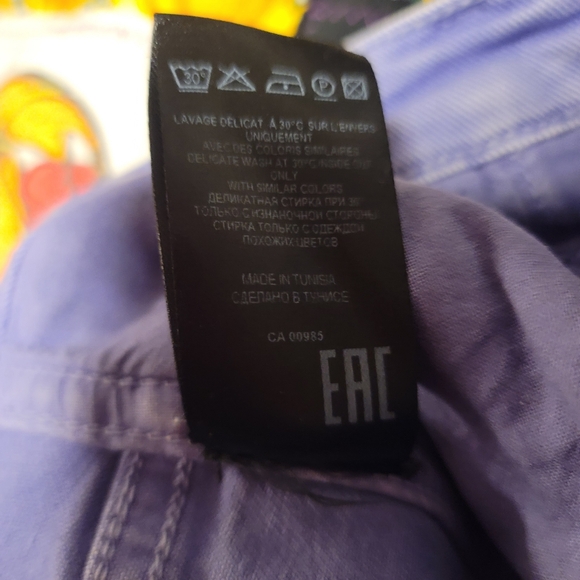 30°
P
LAVAGE DÉLICAT À 30°C SUR L'ENVERS
UNIQUEMENT
AVEC DES COLORIS SIMILAIRES
DELICATE WASH AT 30°C INSIDE OUT
ONLY
WITH SIMILAR COLORS
ДЕЛИКАТНАЯ СТИРКА ПРИ 30°
ТОЛЬКО С ИЗНАНОЧНОЙ СТОРОНЫ
СТИРКА ТОЛЬКО С ОДЕЖДОЙ
ПОХОЖИХ ЦВЕТОВ
MADE IN TUNISIA
СДЕЛАНО В ТУНИСЕ
CA 00985
EAC